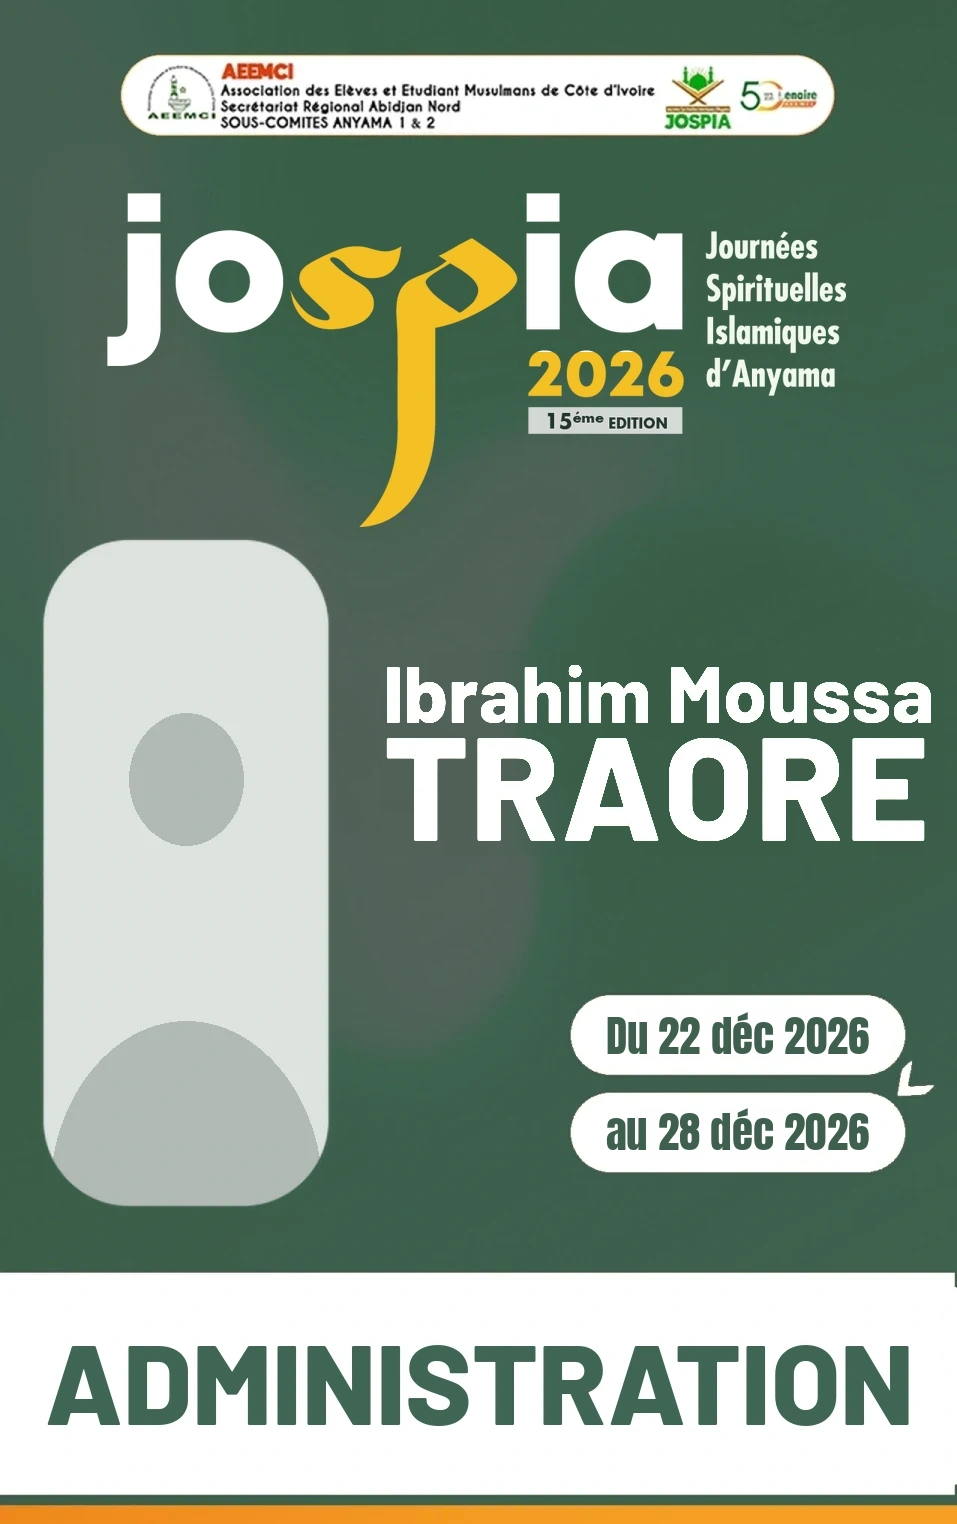 AEEMCI
Association des Elèves et Etudiant Musulmans de Côte d'Ivoire
Secrétariat Régional Abidjan Nord
SOUS-COMITES ANYAMA 1 & 2
AEEMCI
JOSPIA
jospia
Journées
Spirituelles
Islamiques
d'Anyama
2026
15éme EDITION
Ibrahim Moussa
TRAORE
Du 22 déc 2026
au 28 déc 2026
ADMINISTRATION